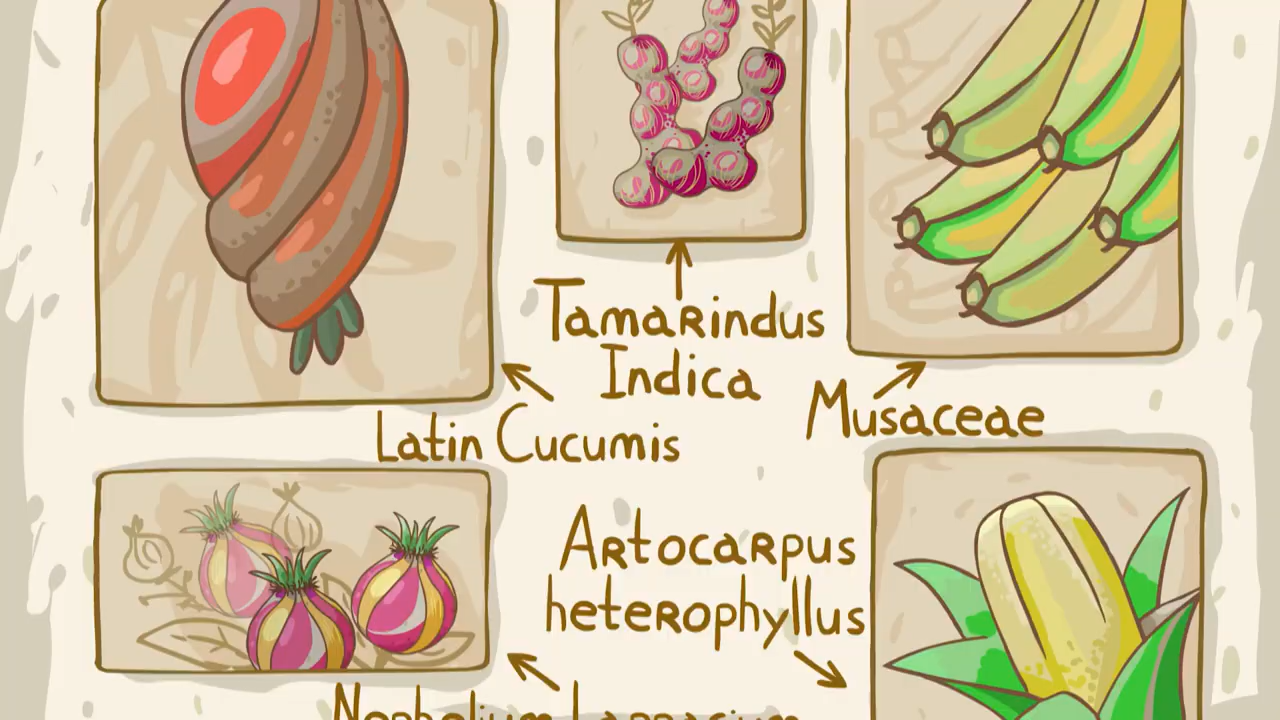 Tamarindus
Indica
Musaceae
Latin Cucumis
Artocarpus
heterophyllus